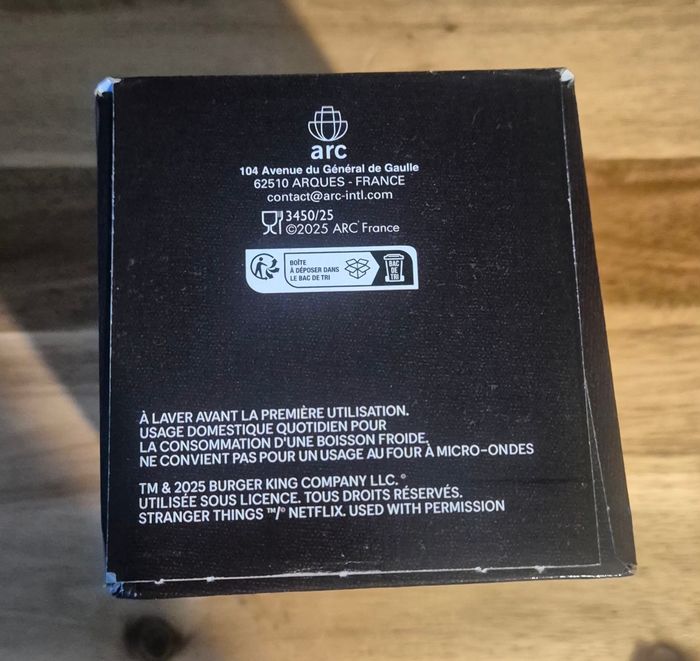 arc
104 Avenue du Général de Gaulle
62510 ARQUES - FRANCE
contact@arc-intl.com
3450/25
©2025 ARC France
BOÎTE
À DÉPOSER DANS
LE BAC DE TRI
BAC
DE
TRI
À LAVER AVANT LA PREMIÈRE UTILISATION.
USAGE DOMESTIQUE QUOTIDIEN POUR
LA CONSOMMATION D'UNE BOISSON FROIDE.
NE CONVIENT PAS POUR UN USAGE AU FOUR À MICRO-ONDES
TM & 2025 BURGER KING COMPANY LLC.
UTILISÉE SOUS LICENCE. TOUS DROITS RÉSERVÉS.
STRANGER THINGS ™/© NETFLIX. USED WITH PERMISSION